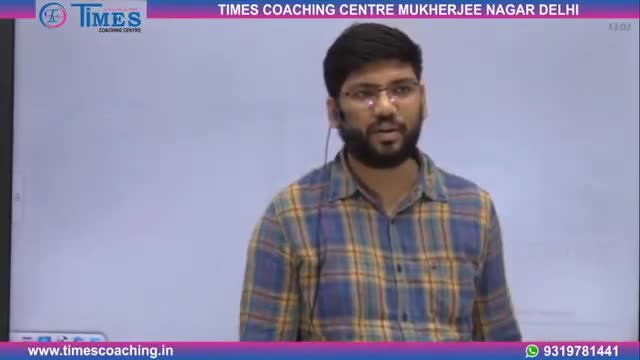 TIMES
COACHING CENTRE
TIMES COACHING CENTRE MUKHERJEE NAGAR DELHI
13:03
www.timescoaching.in
9319781441